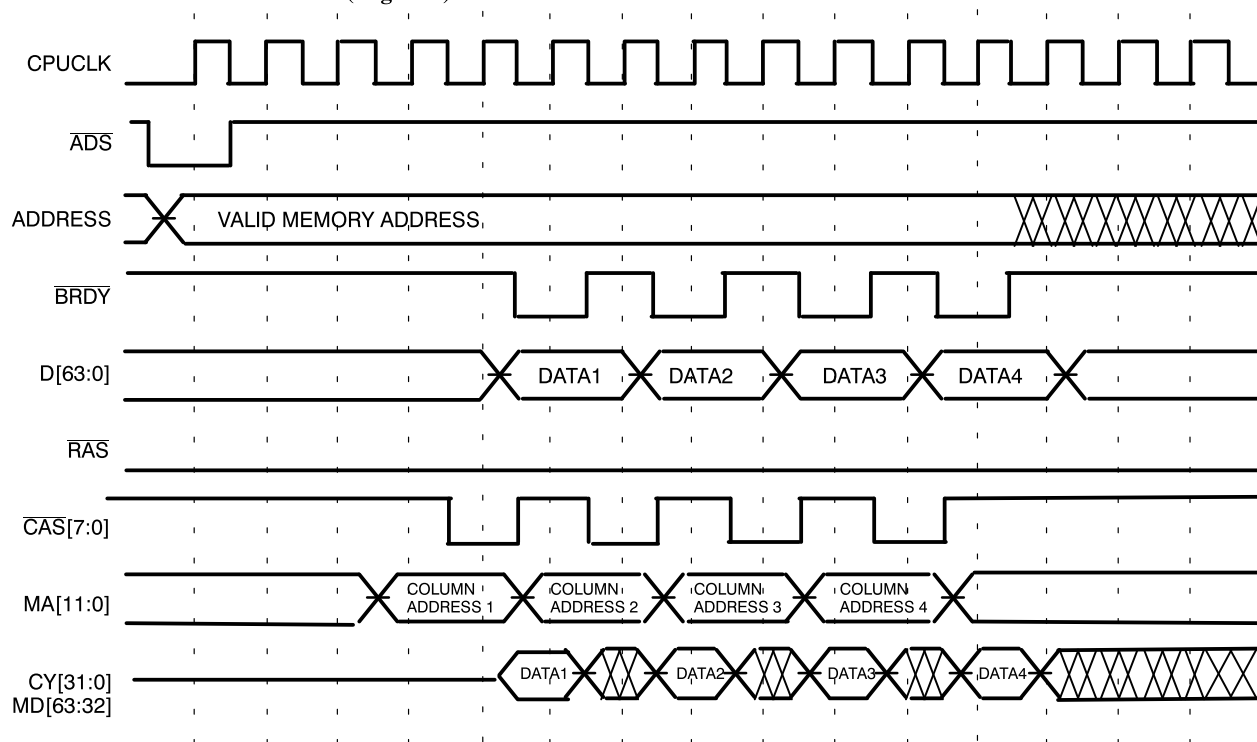 CPUCLK
ADS
ADDRESS
VALID MEMORY ADDRESS
BRDY
D[63:0]
DATA1
DATA2
DATA3
DATA4
RAS
CAS[7:0]
MA[11:0]
COLUMN
ADDRESS 1
COLUMN
ADDRESS 2
COLUMN
ADDRESS 3
COLUMN
ADDRESS 4
CY[31:0]
MD[63:32]
DATA1
DATA2
DATA3
DATA4